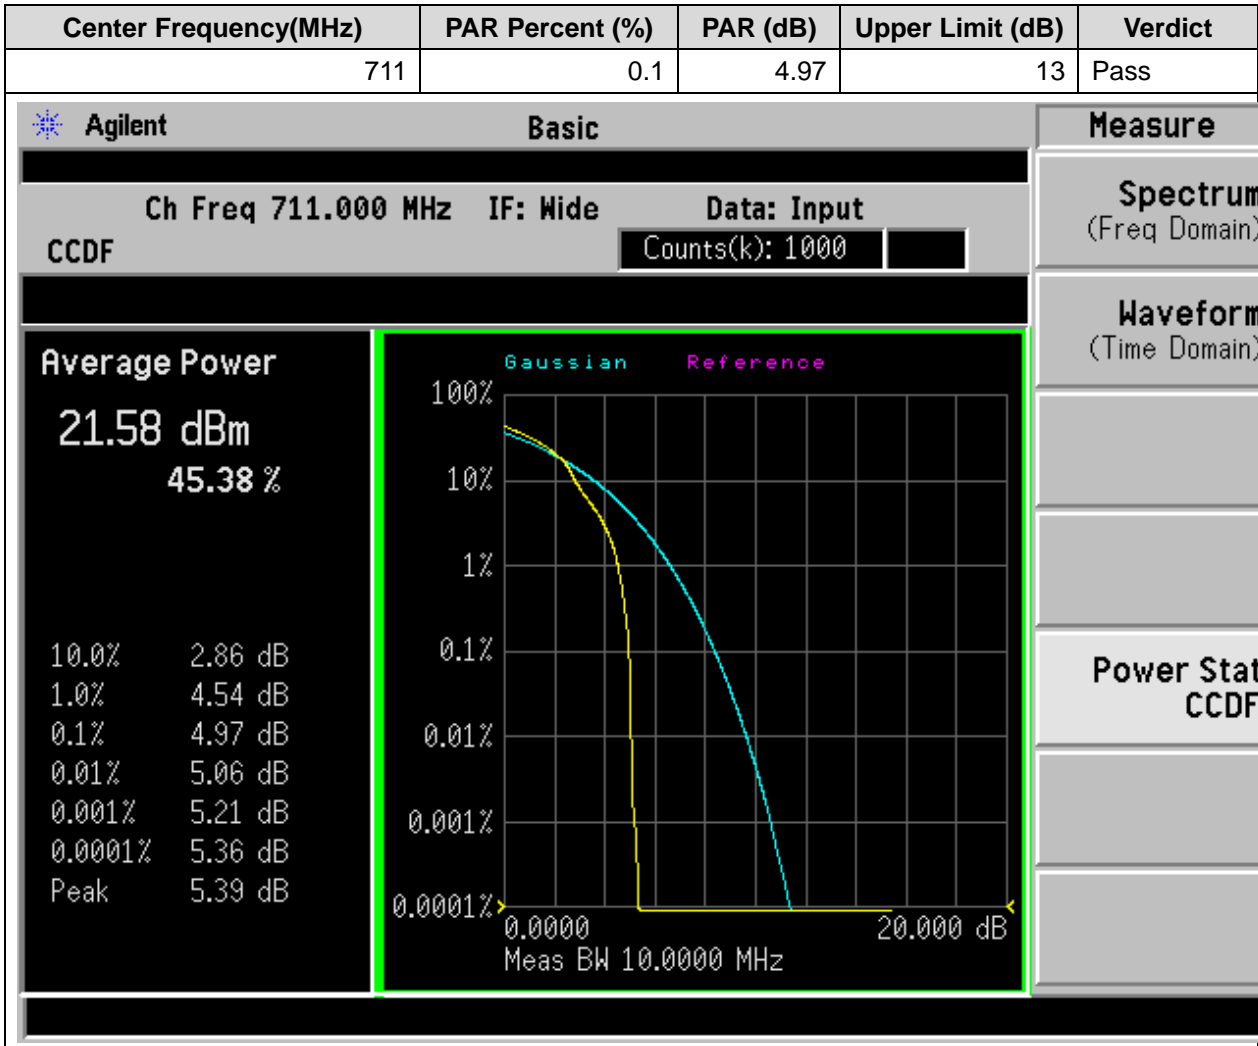 Center Frequency(MHz) PAR Percent (%) PAR (dB) Upper Limit (dB) Verdict
711 0.1 4.97 13 Pass
Agilent Basic Measure
Ch Freq 711.000 MHz IF: Wide Data: Input
CCDF Counts(k): 1000
Spectrum
(Freq Domain)
Waveform
(Time Domain)
Power Stat
CCDF
Average Power
21.58 dBm
45.38 %
10.0% 2.86 dB
1.0% 4.54 dB
0.1% 4.97 dB
0.01% 5.06 dB
0.001% 5.21 dB
0.0001% 5.36 dB
Peak 5.39 dB
Gaussian Reference
100%
10%
1%
0.1%
0.01%
0.001%
0.0001%
0.0000 20.000 dB
Meas BW 10.0000 MHz